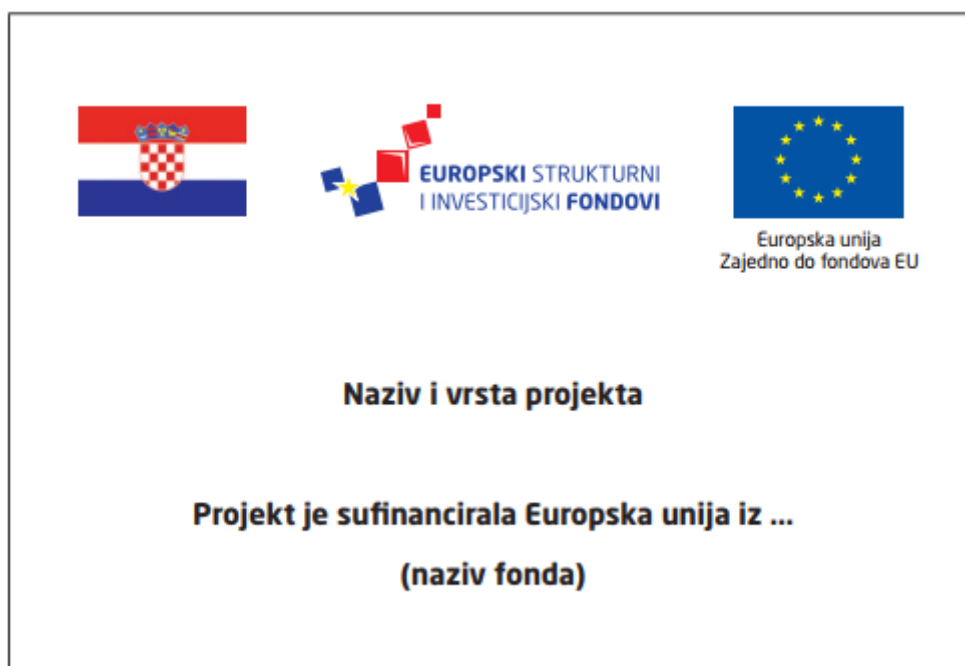 EUROPSKI STRUKTURNI
I INVESTICIJSKI FONDOVI
Europska unija
Zajedno do fondova EU
Naziv i vrsta projekta
Projekt je sufinancirala Europska unija iz ...
(naziv fonda)